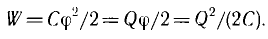 W = Cφ²/2 = Qφ/2 = Q²/(2C).